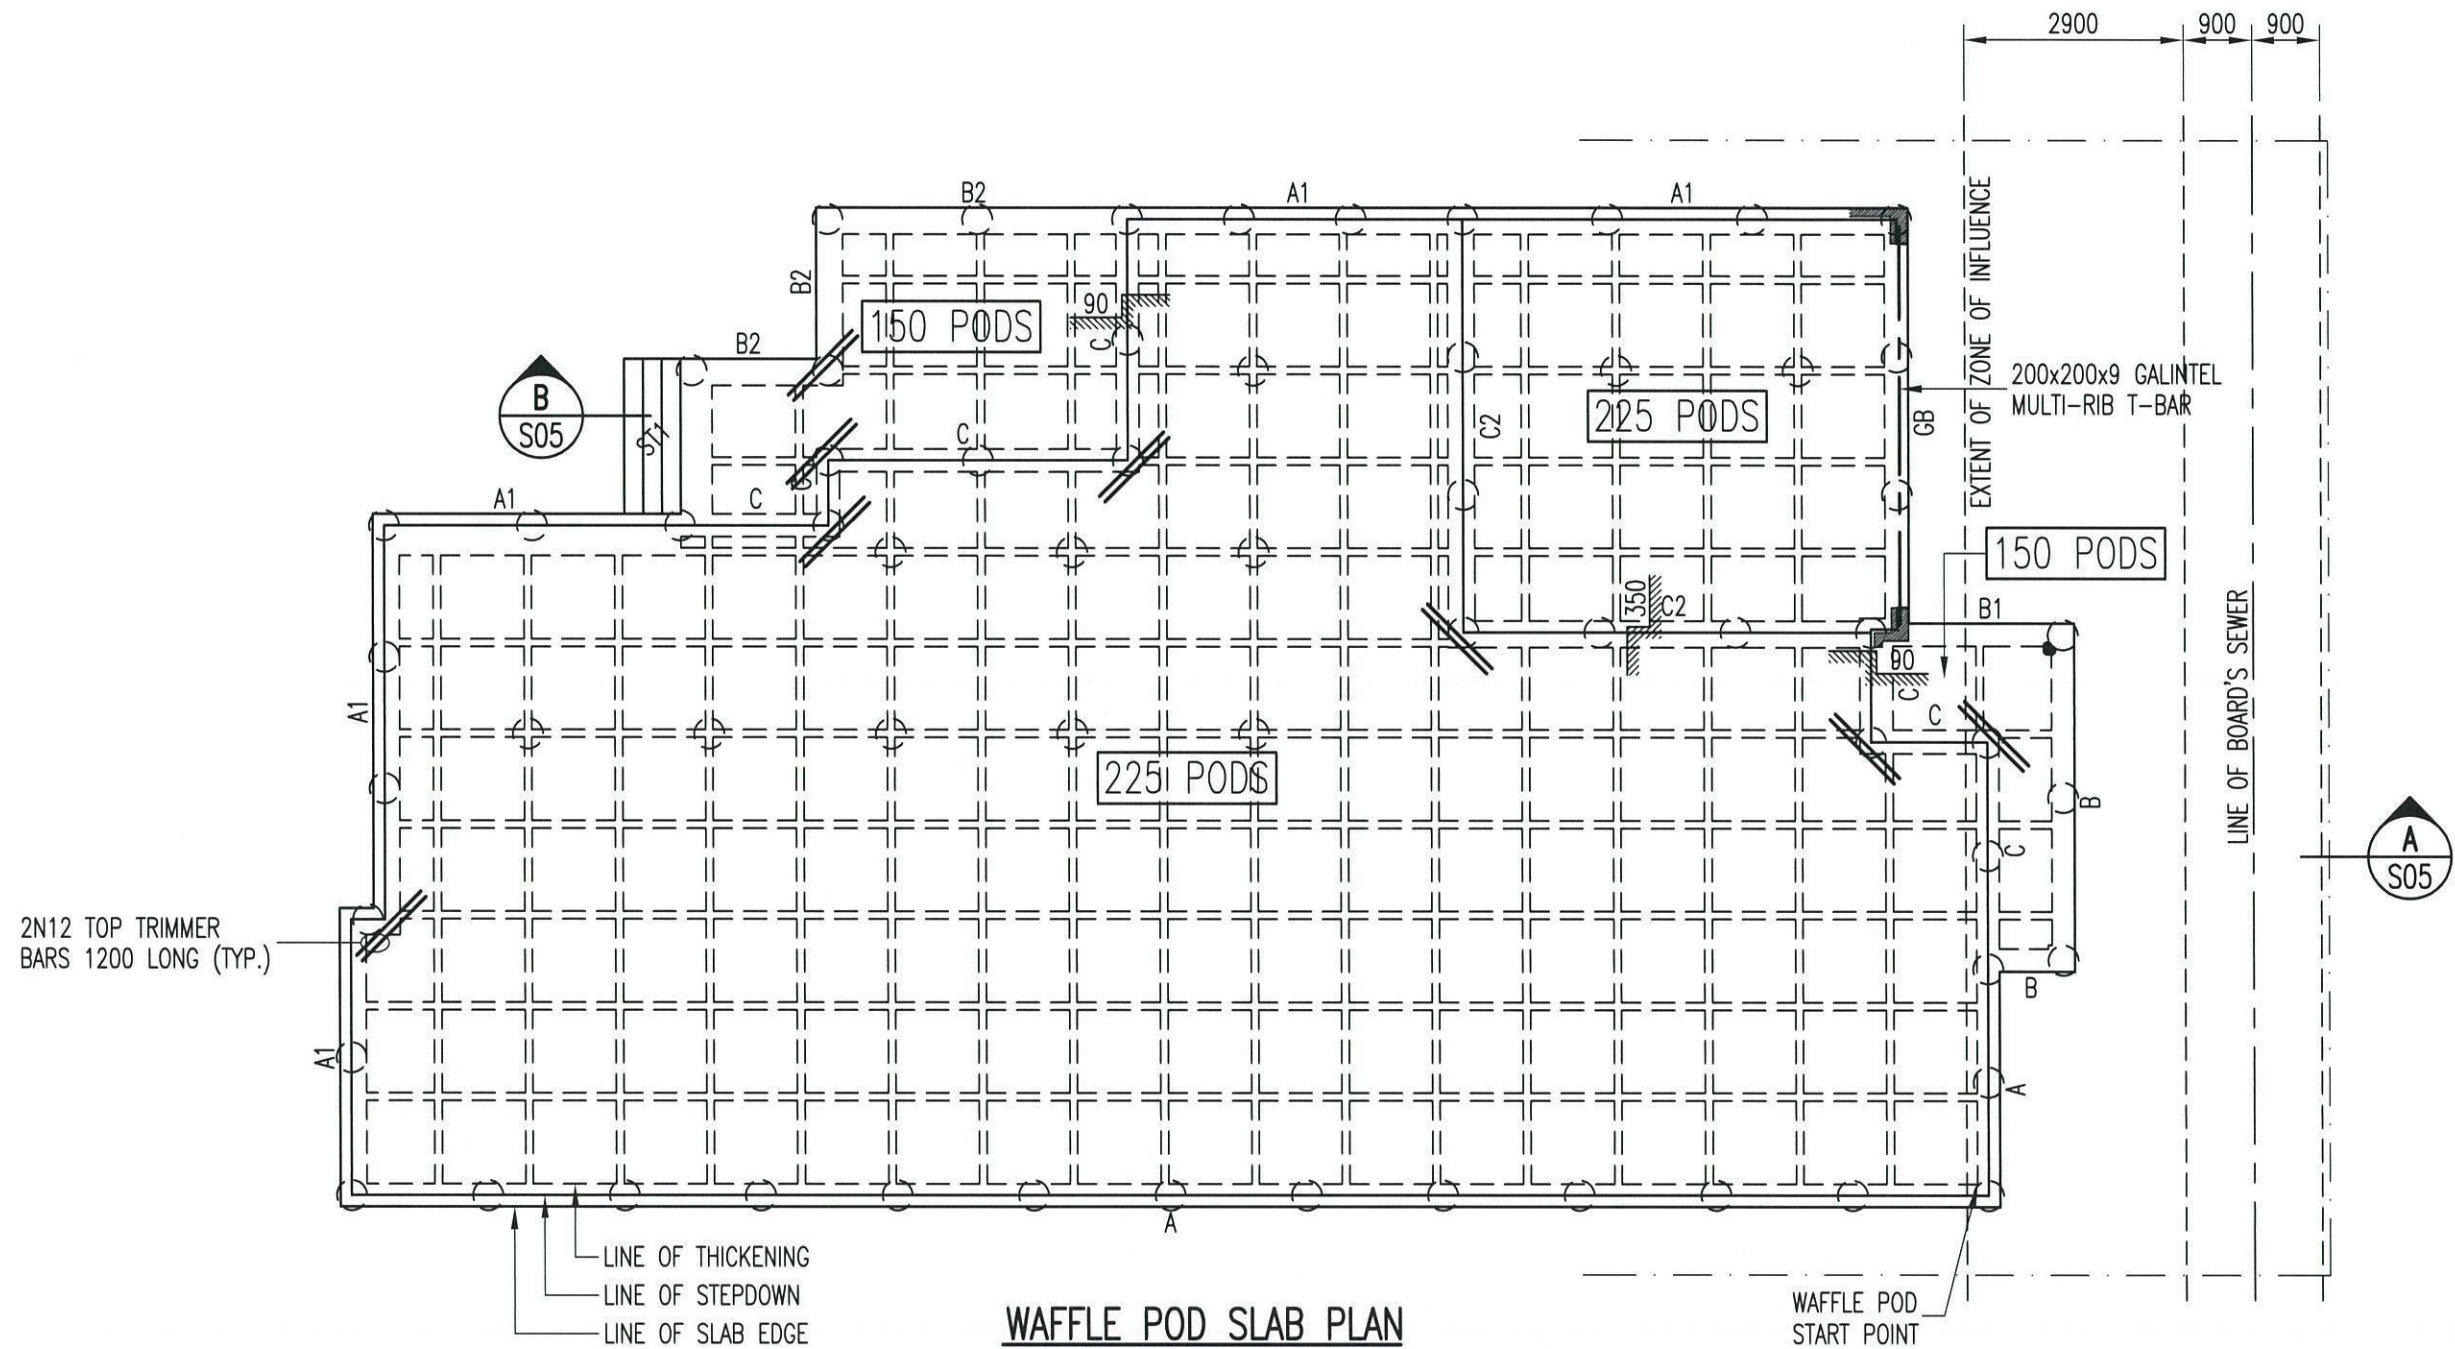 2900
900
900
B2
A1
A1
B2
150 PODS
90
C
B2
B
S05
ST1
A1
C
C
C
C2
225 PODS
EXTENT OF ZONE OF INFLUENCE
200x200x9 GALINTEL
MULTI-RIB T-BAR
GB
150 PODS
350
C2
B1
90
C
C
LINE OF BOARD'S SEWER
A1
225 PODS
B
C
A
S05
2N12 TOP TRIMMER
BARS 1200 LONG (TYP.)
B
A1
A
A
LINE OF THICKENING
LINE OF STEPDOWN
LINE OF SLAB EDGE
WAFFLE POD SLAB PLAN
WAFFLE POD
START POINT